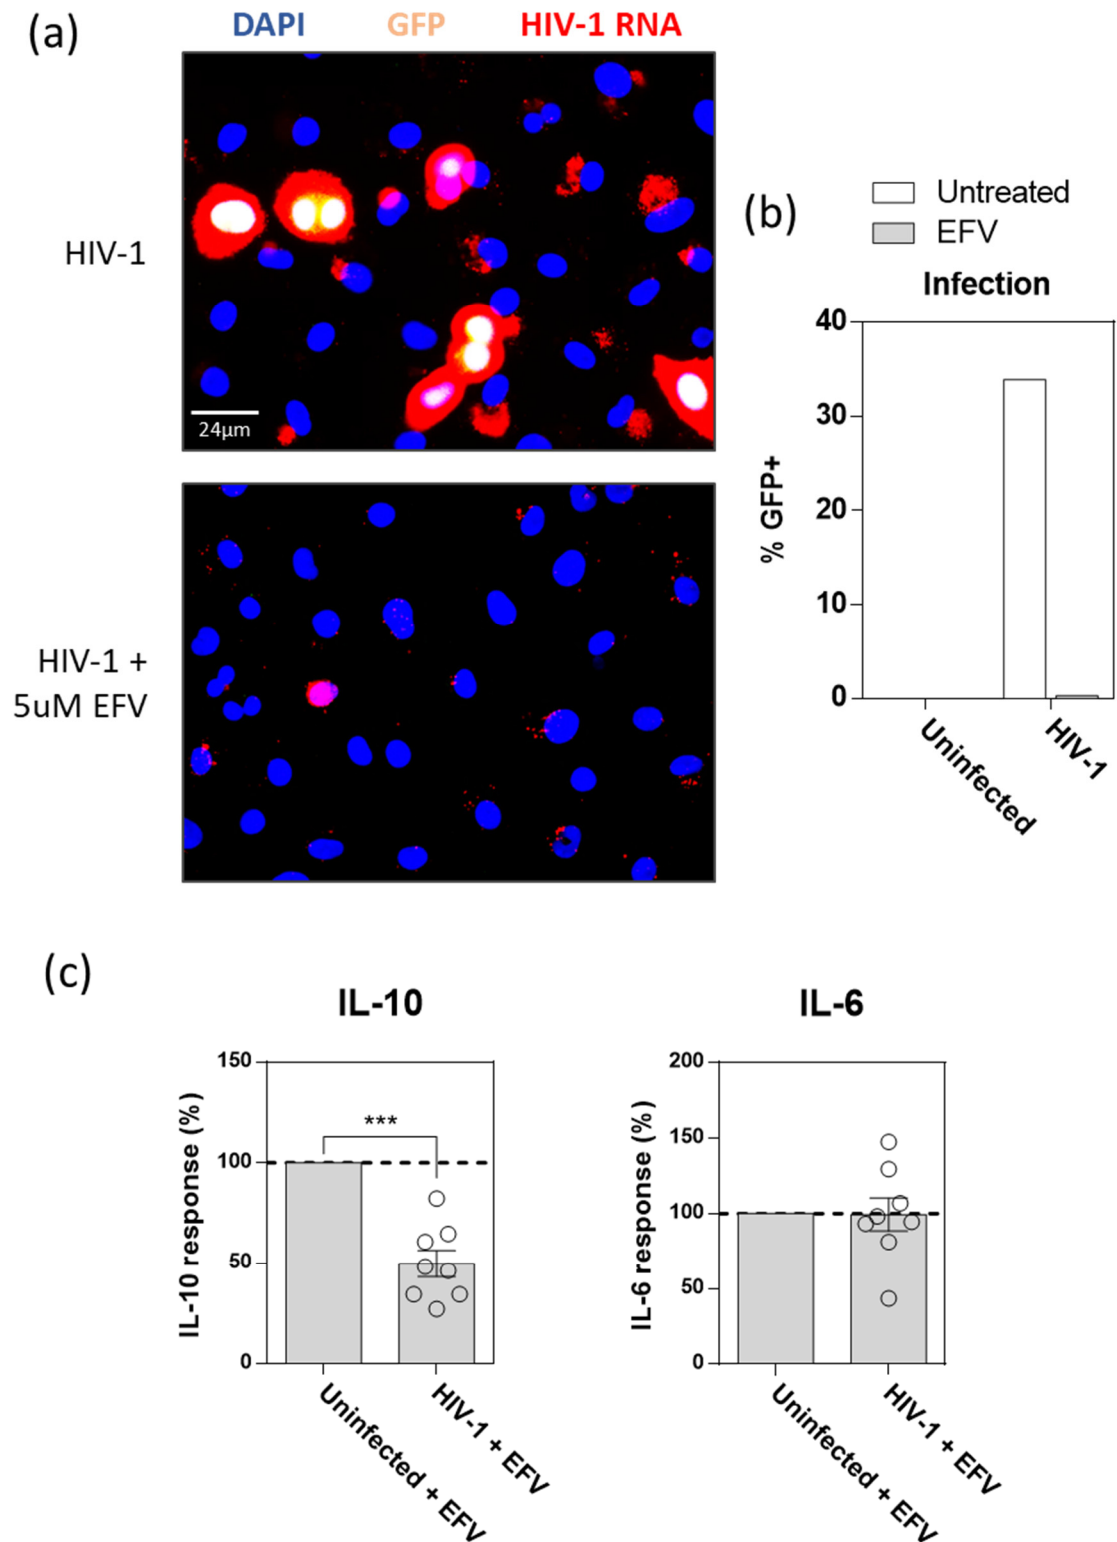 (a)
DAPI GFP HIV-1 RNA
HIV-1
24μm
HIV-1 +
5uM EFV
(b)
Untreated
EFV
Infection
% GFP+
40
30
20
10
0
Uninfected
HIV-1
(c)
IL-10
IL-10 response (%)
150
100
50
0
***
Uninfected + EFV
HIV-1 + EFV
IL-6
IL-6 response (%)
200
150
100
50
0
Uninfected + EFV
HIV-1 + EFV